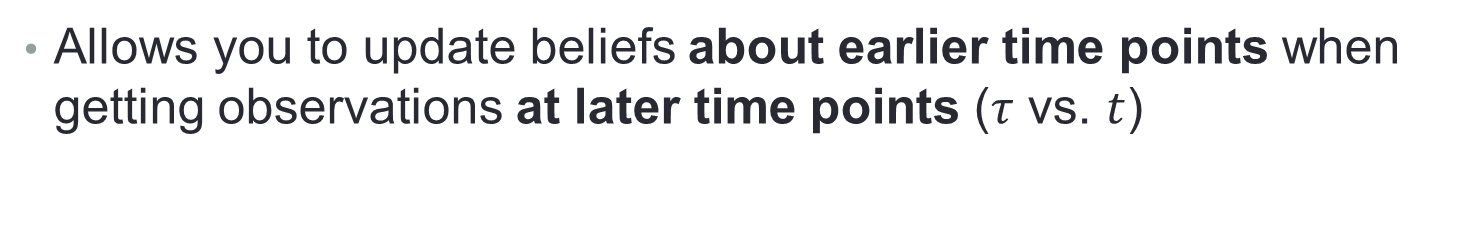 • Allows you to update beliefs about earlier time points when
getting observations at later time points (τ vs. t)